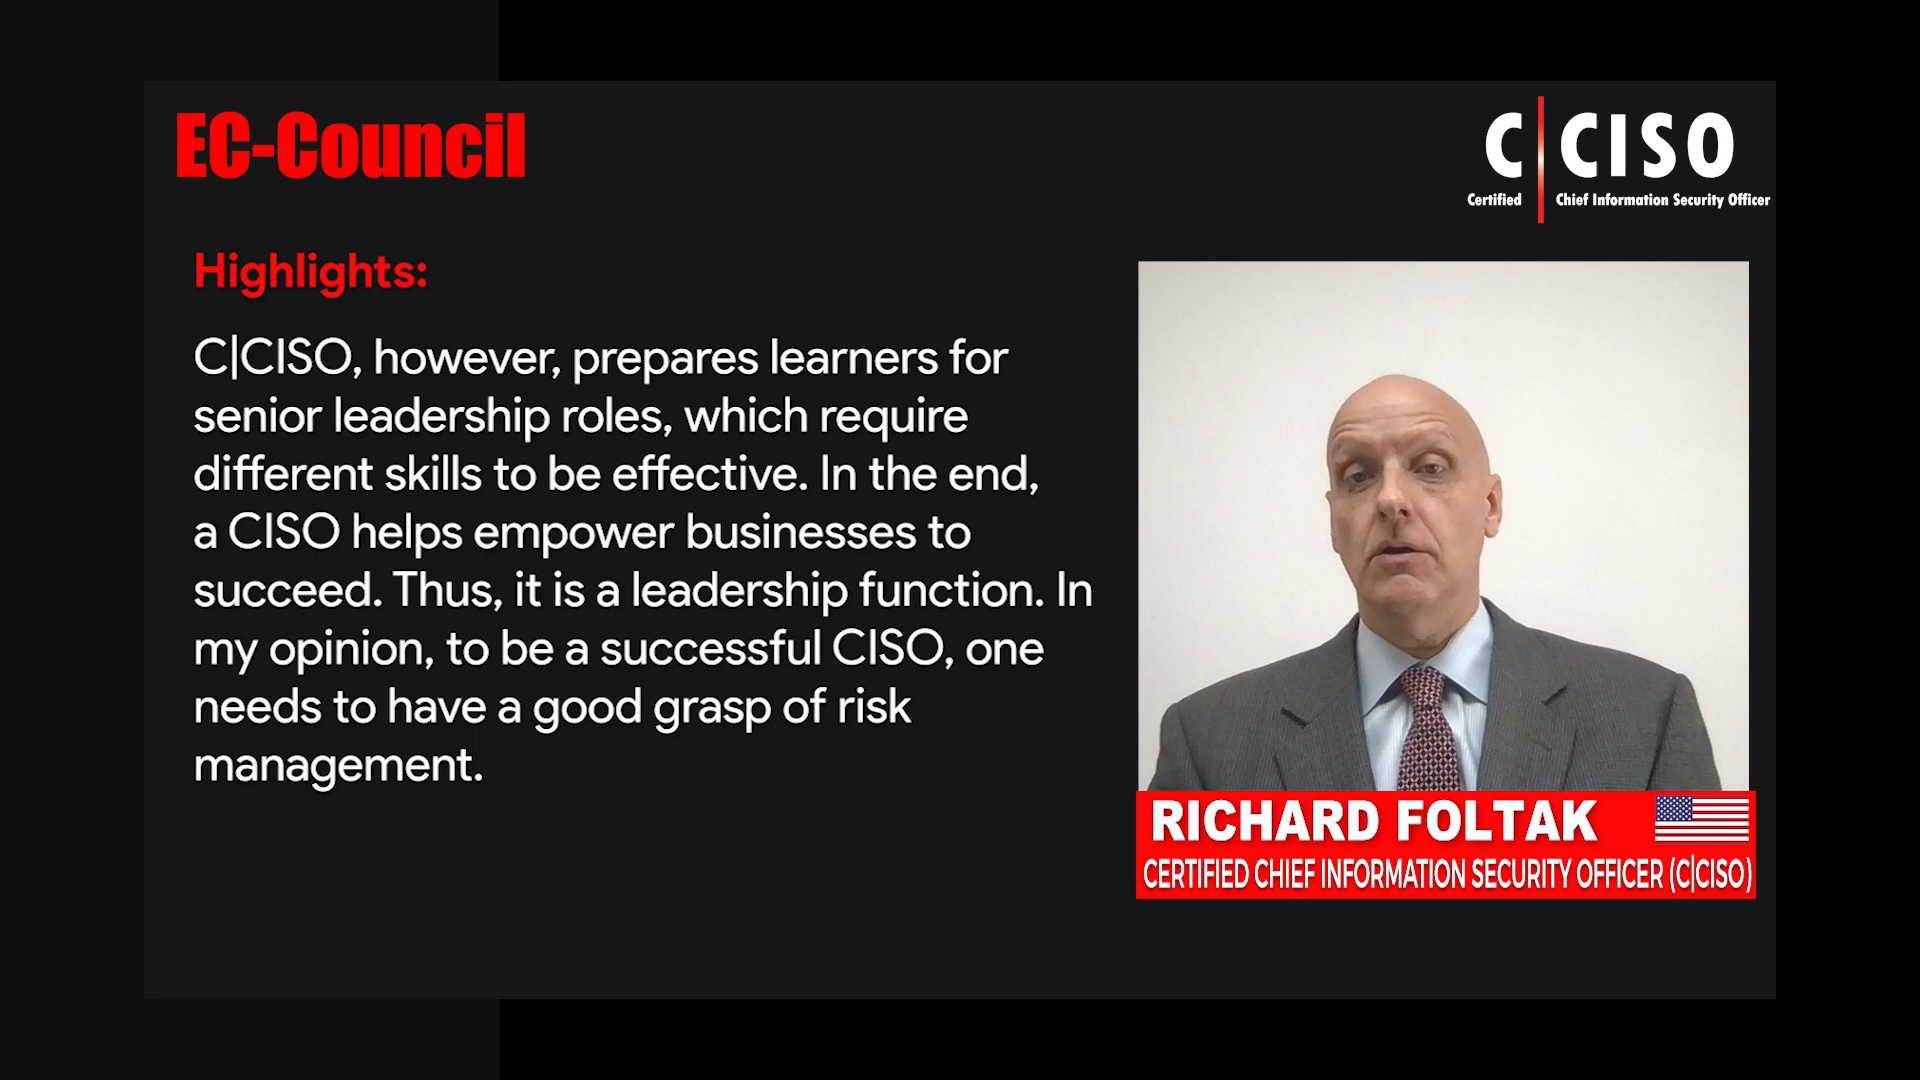 EC-Council
C|CISO
Certified Chief Information Security Officer
Highlights:
C|CISO, however, prepares learners for
senior leadership roles, which require
different skills to be effective. In the end,
a CISO helps empower businesses to
succeed. Thus, it is a leadership function. In
my opinion, to be a successful CISO, one
needs to have a good grasp of risk
management.
RICHARD FOLTAK
CERTIFIED CHIEF INFORMATION SECURITY OFFICER (C|CISO)